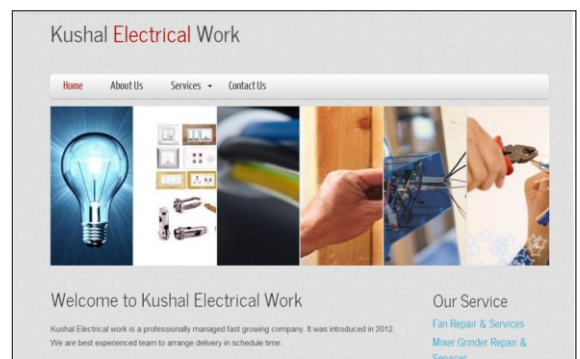 Kushal Electrical Work
Home About Us Services Contact Us
Welcome to Kushal Electrical Work
Kushal Electrical work is a professionally managed fast growing company. It was introduced in 2012.
We are best experienced team to arrange delivery in schedule time.
Our Service
Fan Repair & Services
Mixer Grinder Repair &
Services